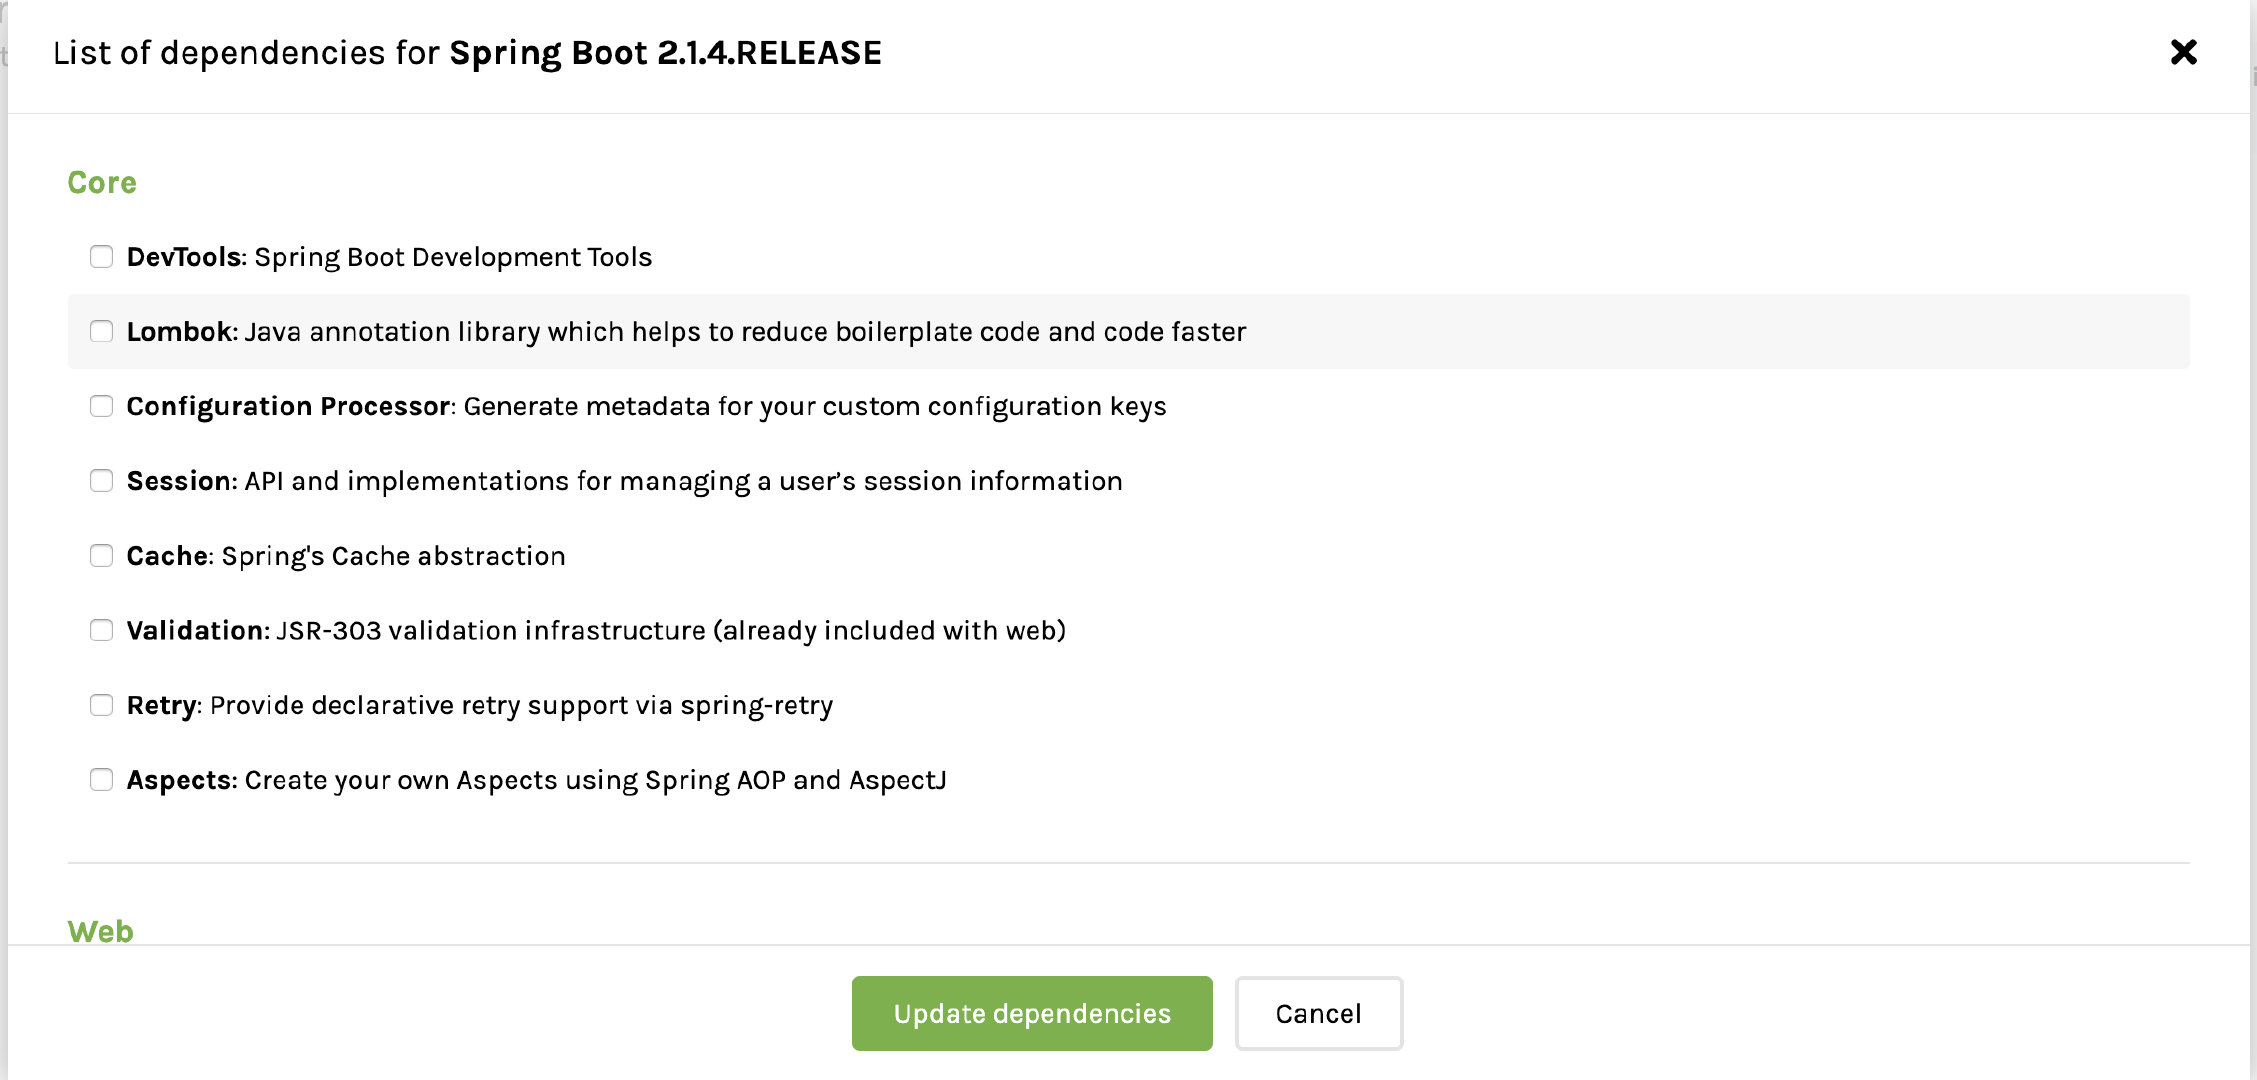 List of dependencies for Spring Boot 2.1.4.RELEASE
Core
DevTools: Spring Boot Development Tools
Lombok: Java annotation library which helps to reduce boilerplate code and code faster
Configuration Processor: Generate metadata for your custom configuration keys
Session: API and implementations for managing a user’s session information
Cache: Spring's Cache abstraction
Validation: JSR-303 validation infrastructure (already included with web)
Retry: Provide declarative retry support via spring-retry
Aspects: Create your own Aspects using Spring AOP and AspectJ
Web
Update dependencies
Cancel